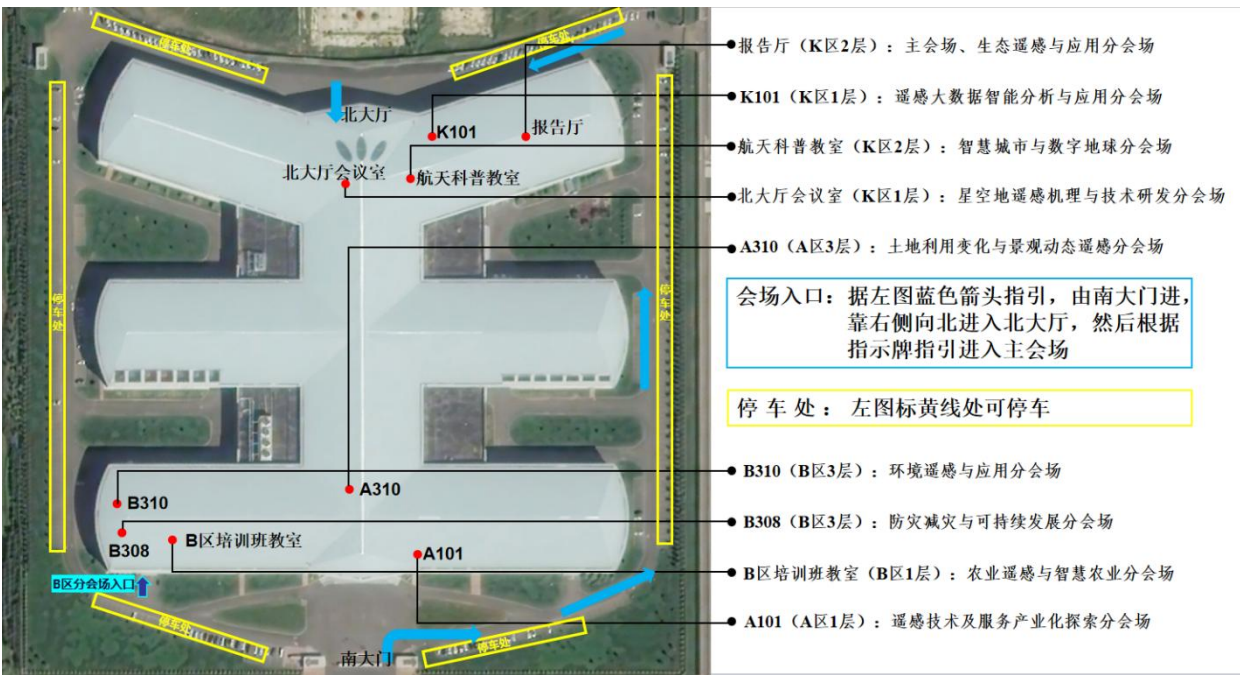 停车处
停车处
北大厅
K101
报告厅
北大厅会议室
航天科普教室
停车处
停车处
A310
B310
B308
B区培训班教室
A101
B区分会场入口
停车处
停车处
南大门
报告厅（K区2层）：主会场、生态遥感与应用分会场
K101（K区1层）：遥感大数据智能分析与应用分会场
航天科普教室（K区2层）：智慧城市与数字地球分会场
北大厅会议室（K区1层）：星空地遥感机理与技术研发分会场
A310（A区3层）：土地利用变化与景观动态遥感分会场
会场入口：据左图蓝色箭头指引，由南大门进，
靠右侧向北进入北大厅，然后根据
指示牌指引进入主会场
停 车 处： 左图标黄线处可停车
B310（B区3层）：环境遥感与应用分会场
B308（B区3层）：防灾减灾与可持续发展分会场
B区培训班教室（B区1层）：农业遥感与智慧农业分会场
A101（A区1层）：遥感技术及服务产业化探索分会场